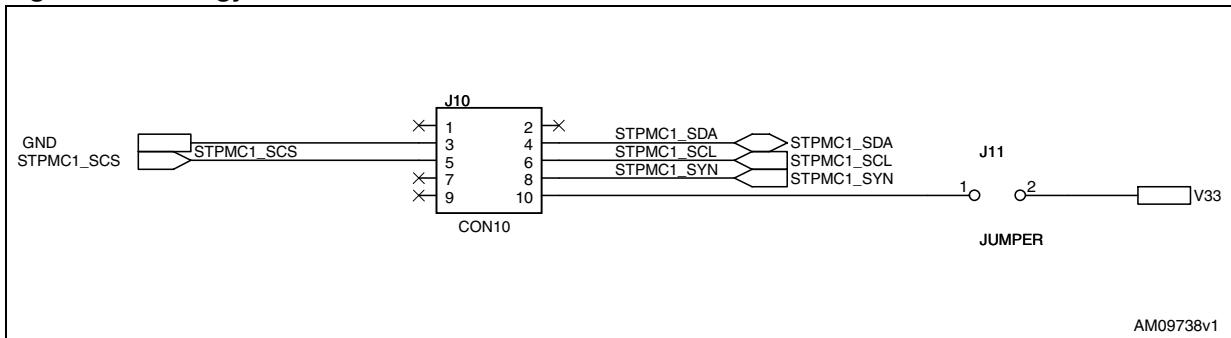 J10
1 2
GND 3 4 STPMC1_SDA STPMC1_SDA
STPMC1_SCS STPMC1_SCS 5 6 STPMC1_SCL STPMC1_SCL
7 8 STPMC1_SYN STPMC1_SYN
9 10
CON10
J11
1 2
V33
JUMPER
AM09738v1